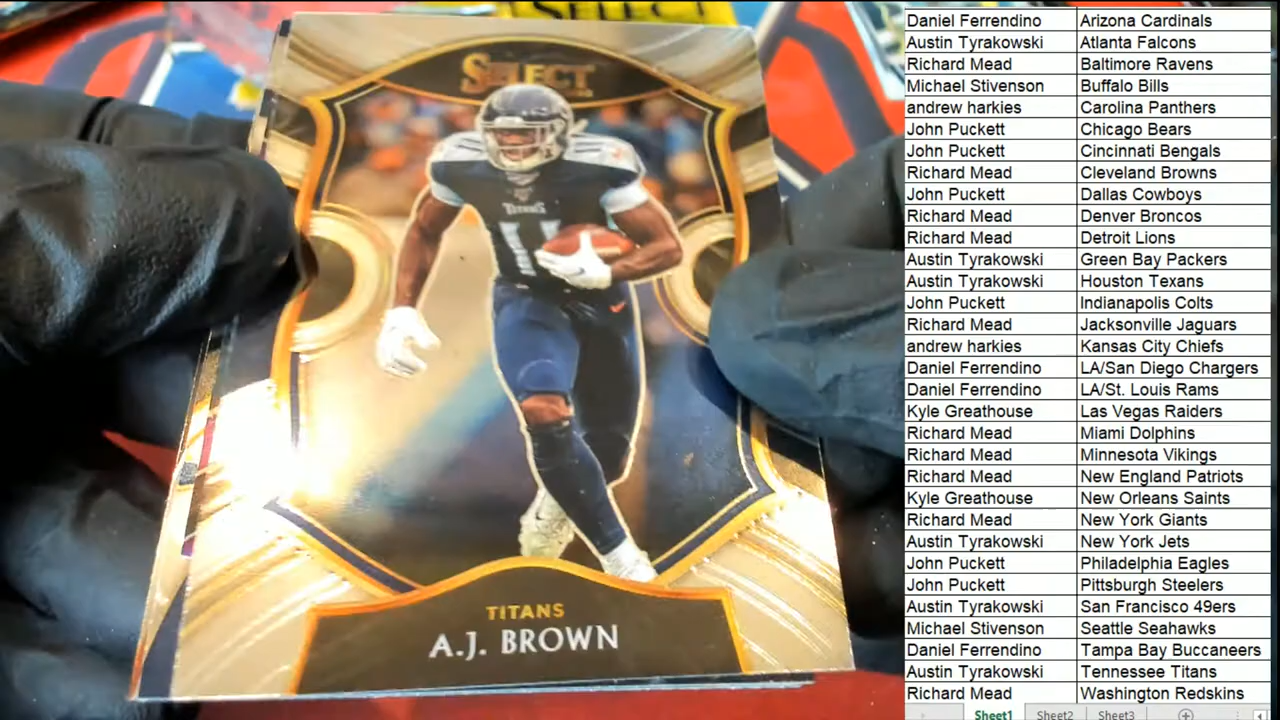 SELECT
SELECT
TITANS
11
TITANS
A.J. BROWN
Daniel Ferrendino Arizona Cardinals
Austin Tyrakowski Atlanta Falcons
Richard Mead Baltimore Ravens
Michael Stivenson Buffalo Bills
andrew harkies Carolina Panthers
John Puckett Chicago Bears
John Puckett Cincinnati Bengals
Richard Mead Cleveland Browns
John Puckett Dallas Cowboys
Richard Mead Denver Broncos
Richard Mead Detroit Lions
Austin Tyrakowski Green Bay Packers
Austin Tyrakowski Houston Texans
John Puckett Indianapolis Colts
Richard Mead Jacksonville Jaguars
andrew harkies Kansas City Chiefs
Daniel Ferrendino LA/San Diego Chargers
Daniel Ferrendino LA/St. Louis Rams
Kyle Greathouse Las Vegas Raiders
Richard Mead Miami Dolphins
Richard Mead Minnesota Vikings
Richard Mead New England Patriots
Kyle Greathouse New Orleans Saints
Richard Mead New York Giants
Austin Tyrakowski New York Jets
John Puckett Philadelphia Eagles
John Puckett Pittsburgh Steelers
Austin Tyrakowski San Francisco 49ers
Michael Stivenson Seattle Seahawks
Daniel Ferrendino Tampa Bay Buccaneers
Austin Tyrakowski Tennessee Titans
Richard Mead Washington Redskins
Sheet1 Sheet2 Sheet3